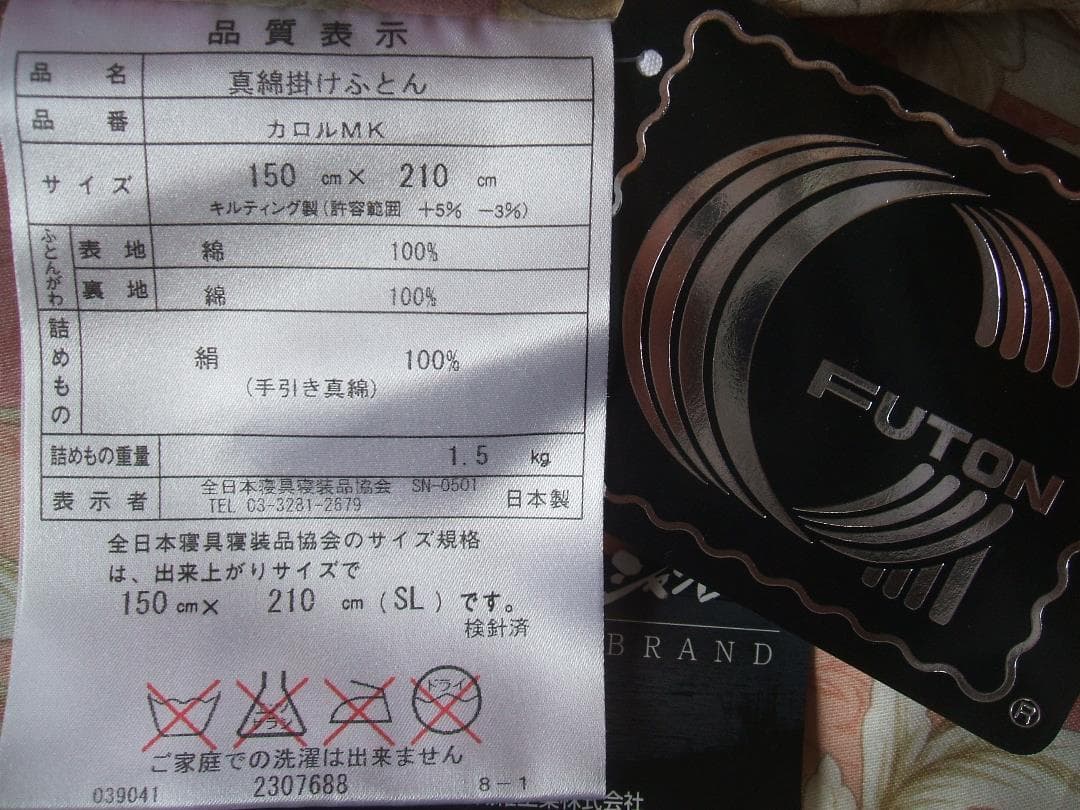 品質表示
品名 真綿掛けふとん
品番 カロルMK
サイズ 150 cm× 210 cm
キルティング製(許容範囲 +5% -3%)
ふとんがわ 表地 綿 100%
裏地 綿 100%
詰めもの 絹 100%
(手引き真綿)
詰めもの重量 1.5 kg
表示者 全日本寝具寝装品協会 SN-0501
TEL 03-3281-2679 日本製
全日本寝具寝装品協会のサイズ規格
は、出来上がりサイズで
150cm× 210 cm (SL) です。
検針済
ドライ
ご家庭での洗濯は出来ません
039041 2307688 8-1
FUTON
®
BRAND
業株式会社